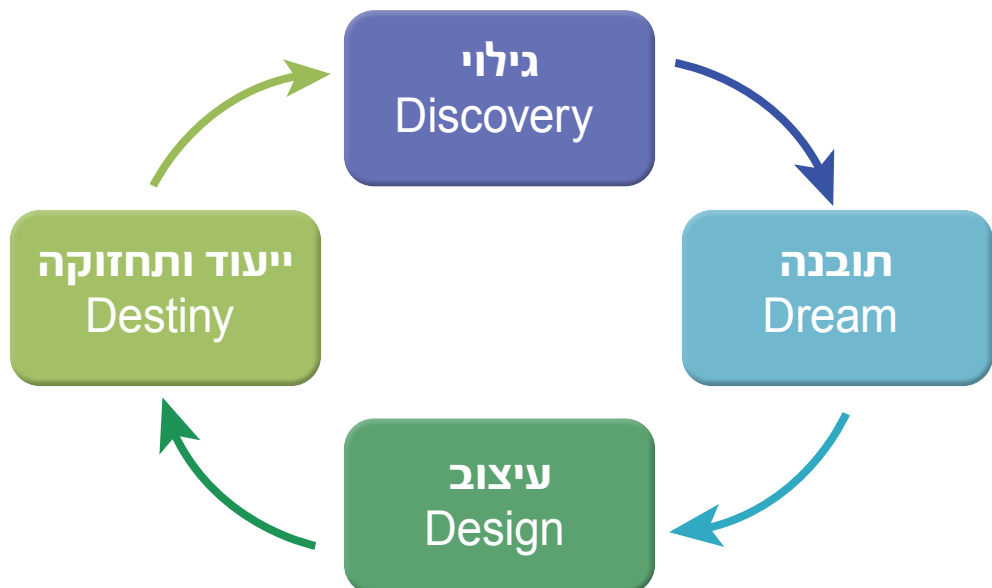 גילוי
Discovery
תובנה
Dream
עיצוב
Design
ייעוד ותחזוקה
Destiny